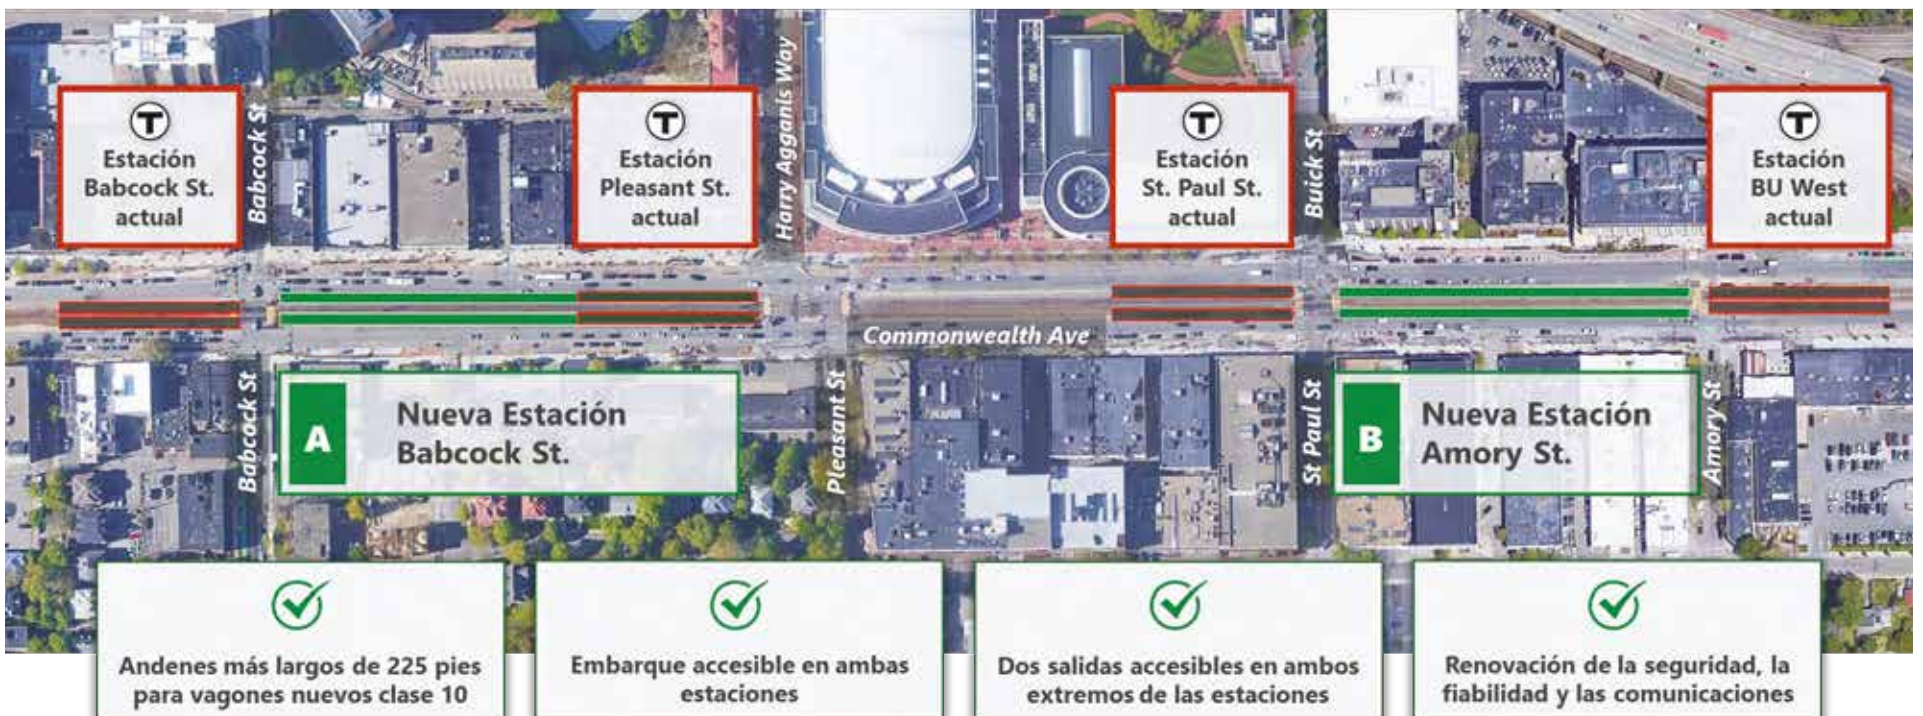 T
Estación
Babcock St.
actual
Babcock St
T
Estación
Pleasant St.
actual
Harry Agganis Way
T
Estación
St. Paul St.
actual
Buick St
T
Estación
BU West
actual
Commonwealth Ave
Babcock St
A
Nueva Estación
Babcock St.
Pleasant St
St Paul St
B
Nueva Estación
Amory St.
Amory St
Andenes más largos de 225 pies
para vagones nuevos clase 10
Embarque accesible en ambas
estaciones
Dos salidas accesibles en ambos
extremos de las estaciones
Renovación de la seguridad, la
fiabilidad y las comunicaciones